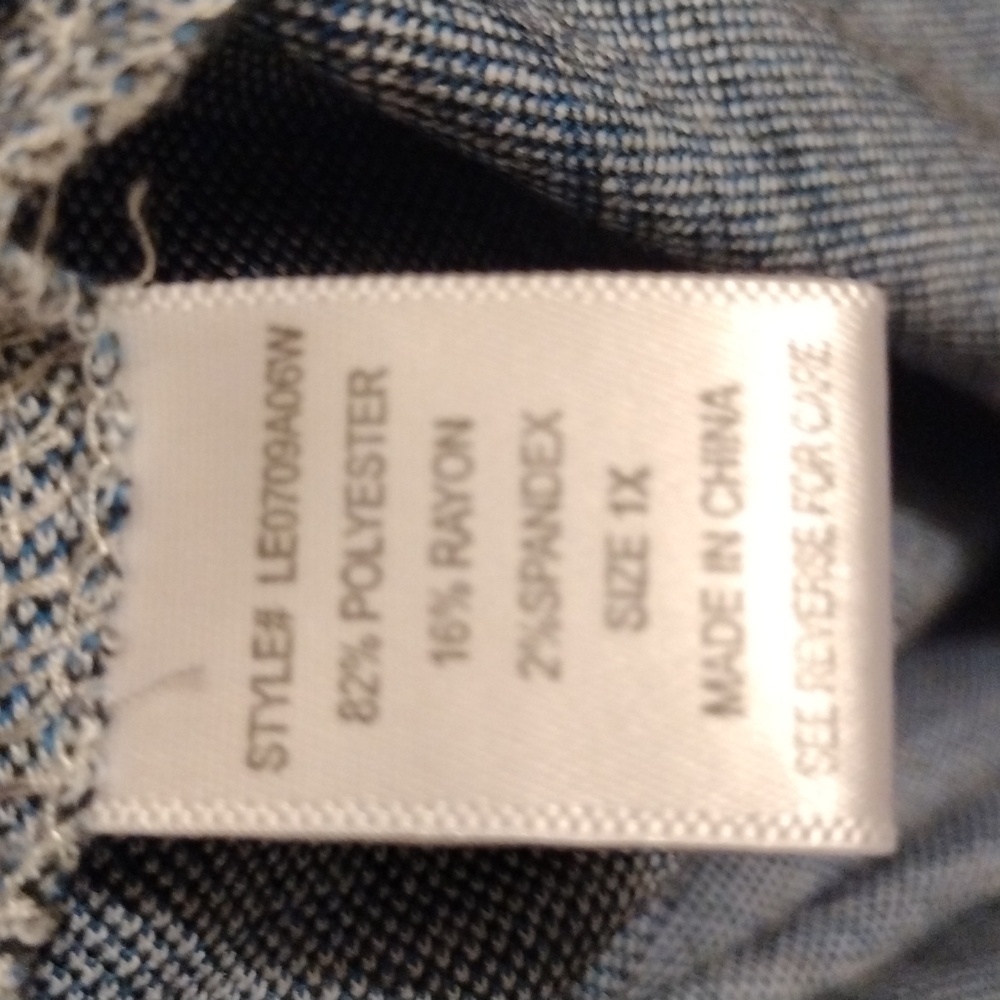 STYLE# LE0709A06W
82% POLYESTER
16% RAYON
2%SPANDEX
SIZE 1X
MADE IN CHINA
SEE REVERSE FOR CARE